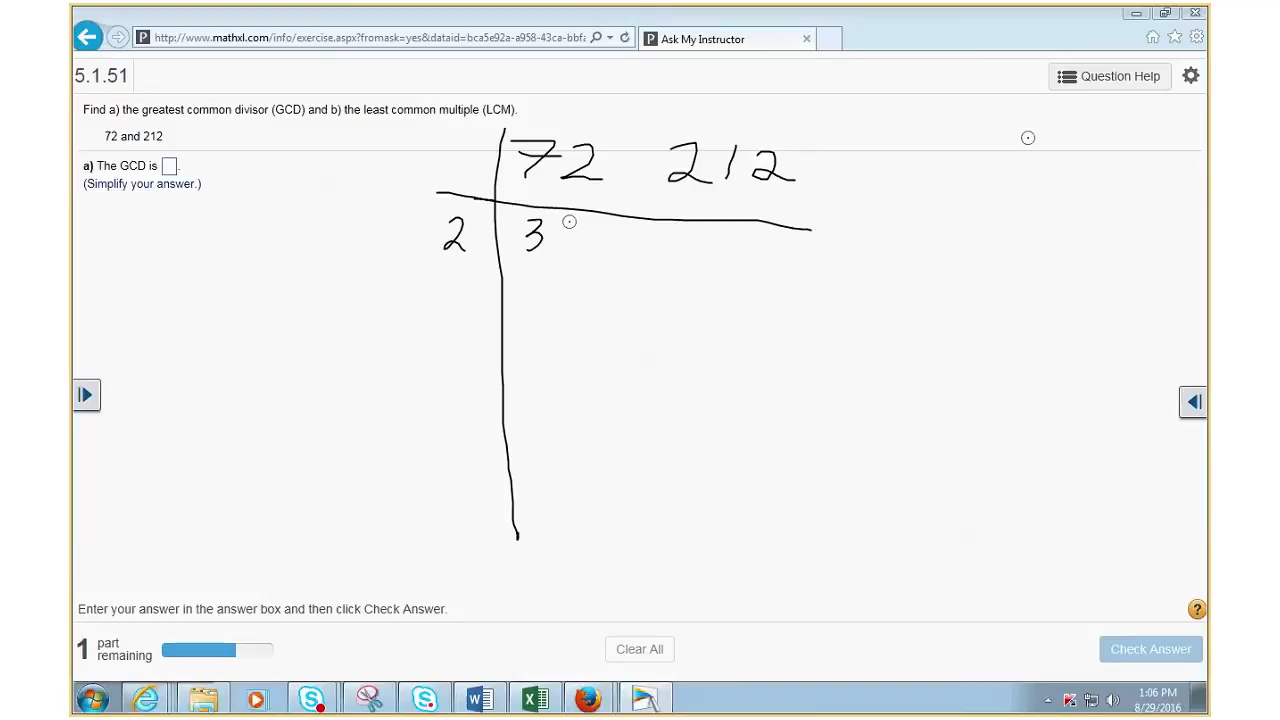 http://www.mathxl.com/info/exercise.aspx?fromask=yes&dataid=bca5e92a-a958-43ca-bbfa
Ask My Instructor
5.1.51
Question Help
Find a) the greatest common divisor (GCD) and b) the least common multiple (LCM).
72 and 212
a) The GCD is .
(Simplify your answer.)
72 212
2 3
Enter your answer in the answer box and then click Check Answer.
?
1 part remaining
Clear All
Check Answer
1:06 PM
8/29/2016